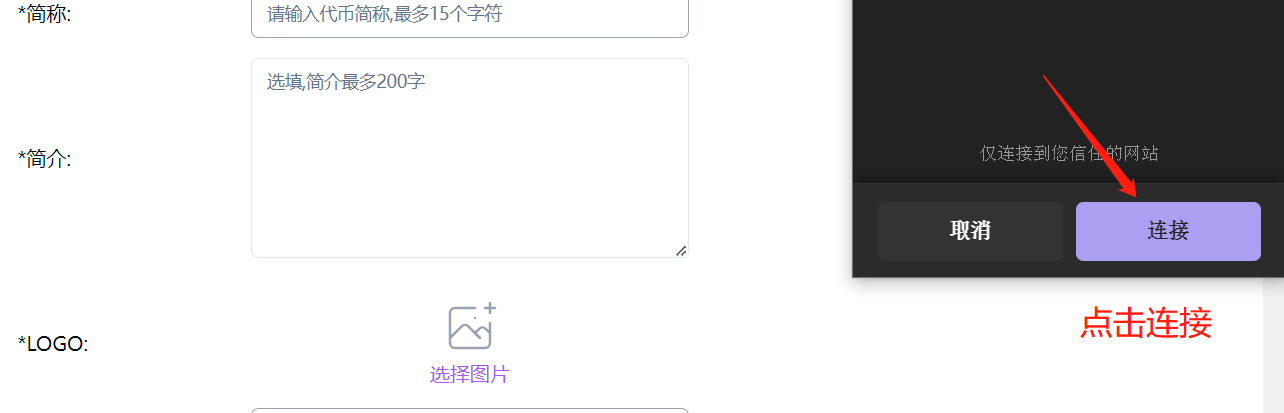 *简称:
请输入代币简称,最多15个字符
选填,简介最多200字
*简介:
*LOGO:
选择图片
仅连接到您信任的网站
取消
连接
点击连接